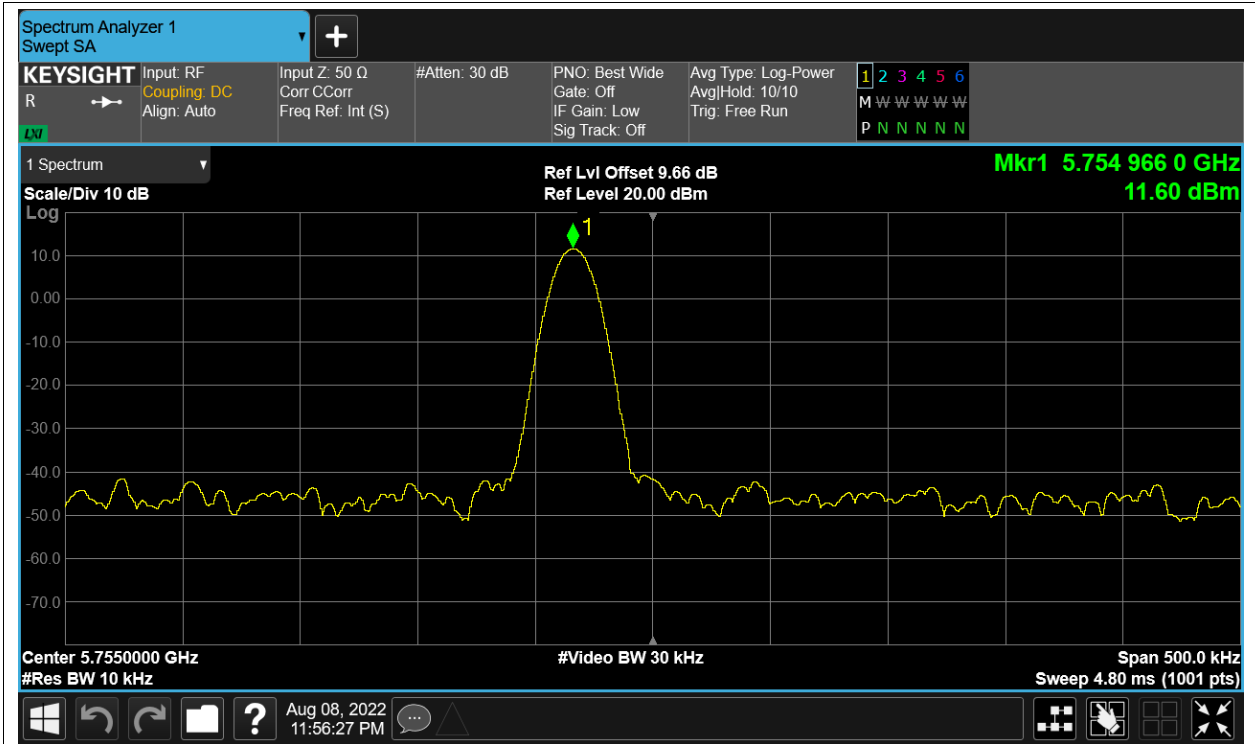 Spectrum Analyzer 1
Swept SA
KEYSIGHT
R
LXI
Input: RF
Coupling: DC
Align: Auto
Input Z: 50 Ω
Corr CCorr
Freq Ref: Int (S)
#Atten: 30 dB
PNO: Best Wide
Gate: Off
IF Gain: Low
Sig Track: Off
Avg Type: Log-Power
Avg|Hold: 10/10
Trig: Free Run
1 2 3 4 5 6
M W W W W W
P N N N N N
1 Spectrum
Scale/Div 10 dB
Log
Ref Lvl Offset 9.66 dB
Ref Level 20.00 dBm
Mkr1 5.754 966 0 GHz
11.60 dBm
1
10.0
0.00
-10.0
-20.0
-30.0
-40.0
-50.0
-60.0
-70.0
Center 5.7550000 GHz
#Res BW 10 kHz
#Video BW 30 kHz
Span 500.0 kHz
Sweep 4.80 ms (1001 pts)
?
Aug 08, 2022
11:56:27 PM